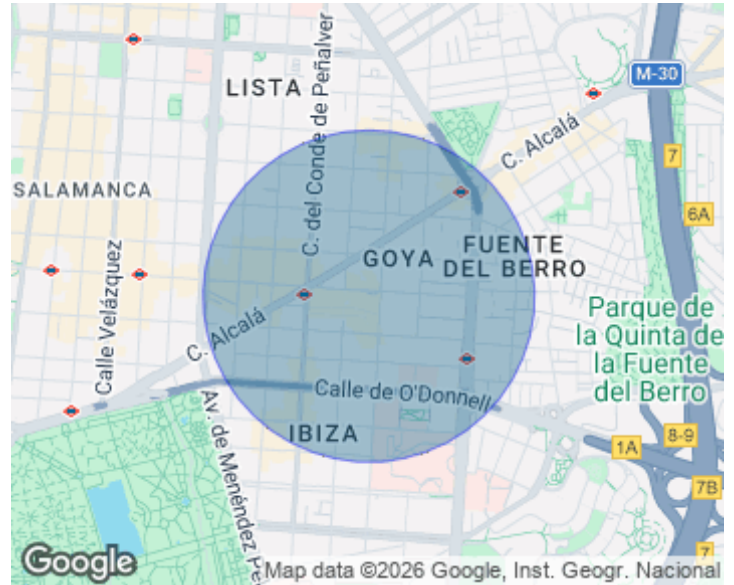 C. del Conde de Peñalver
LISTA
M-30
C. Alcalá
7
SALAMANCA
6A
GOYA
FUENTE
DEL BERRO
Calle Velázquez
Parque de
la Quinta de
la Fuente
del Berro
C. Alcalá
Calle de O'Donnell
Av. de Menéndez Pe
IBIZA
1A
8-9
7B
7
Google
Map data ©2026 Google, Inst. Geogr. Nacional